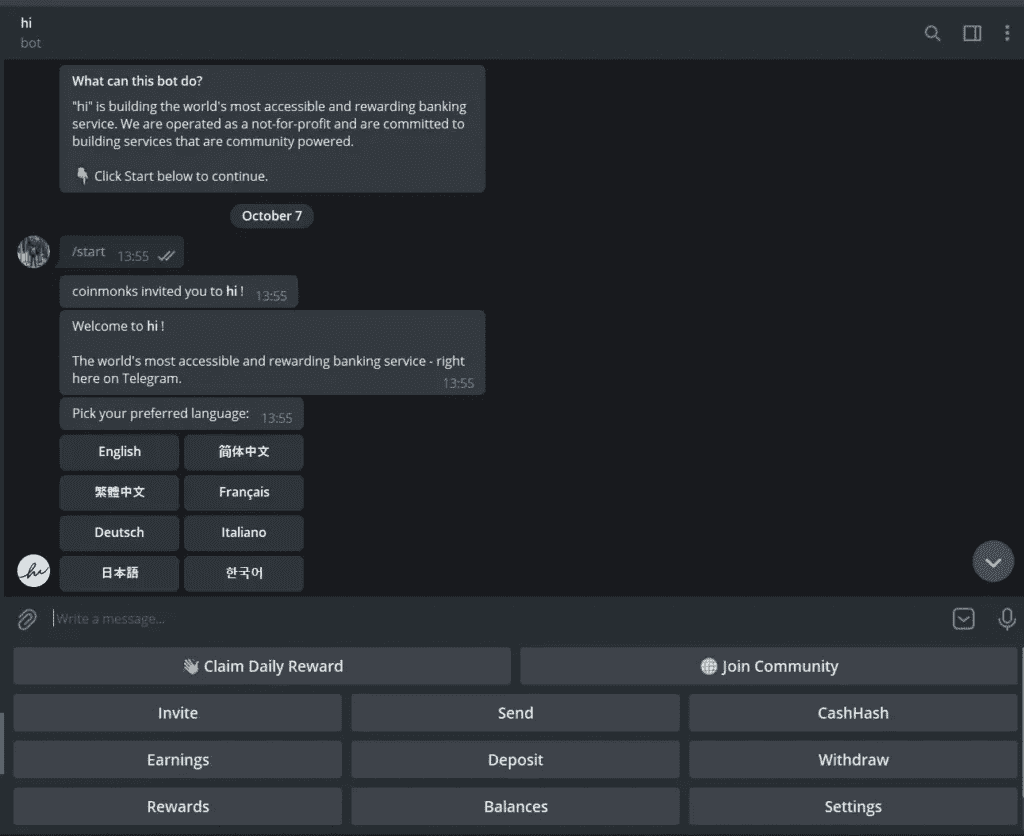 hi
bot
What can this bot do?
"hi" is building the world's most accessible and rewarding banking
service. We are operated as a not-for-profit and are committed to
building services that are community powered.
👇 Click Start below to continue.
October 7
/start 13:55
coinmonks invited you to hi ! 13:55
Welcome to hi !
The world's most accessible and rewarding banking service - right
here on Telegram. 13:55
Pick your preferred language: 13:55
English 简体中文
繁體中文 Français
Deutsch Italiano
hi
日本語 한국어
Write a message...
👋 Claim Daily Reward 🌐 Join Community
Invite Send CashHash
Earnings Deposit Withdraw
Rewards Balances Settings